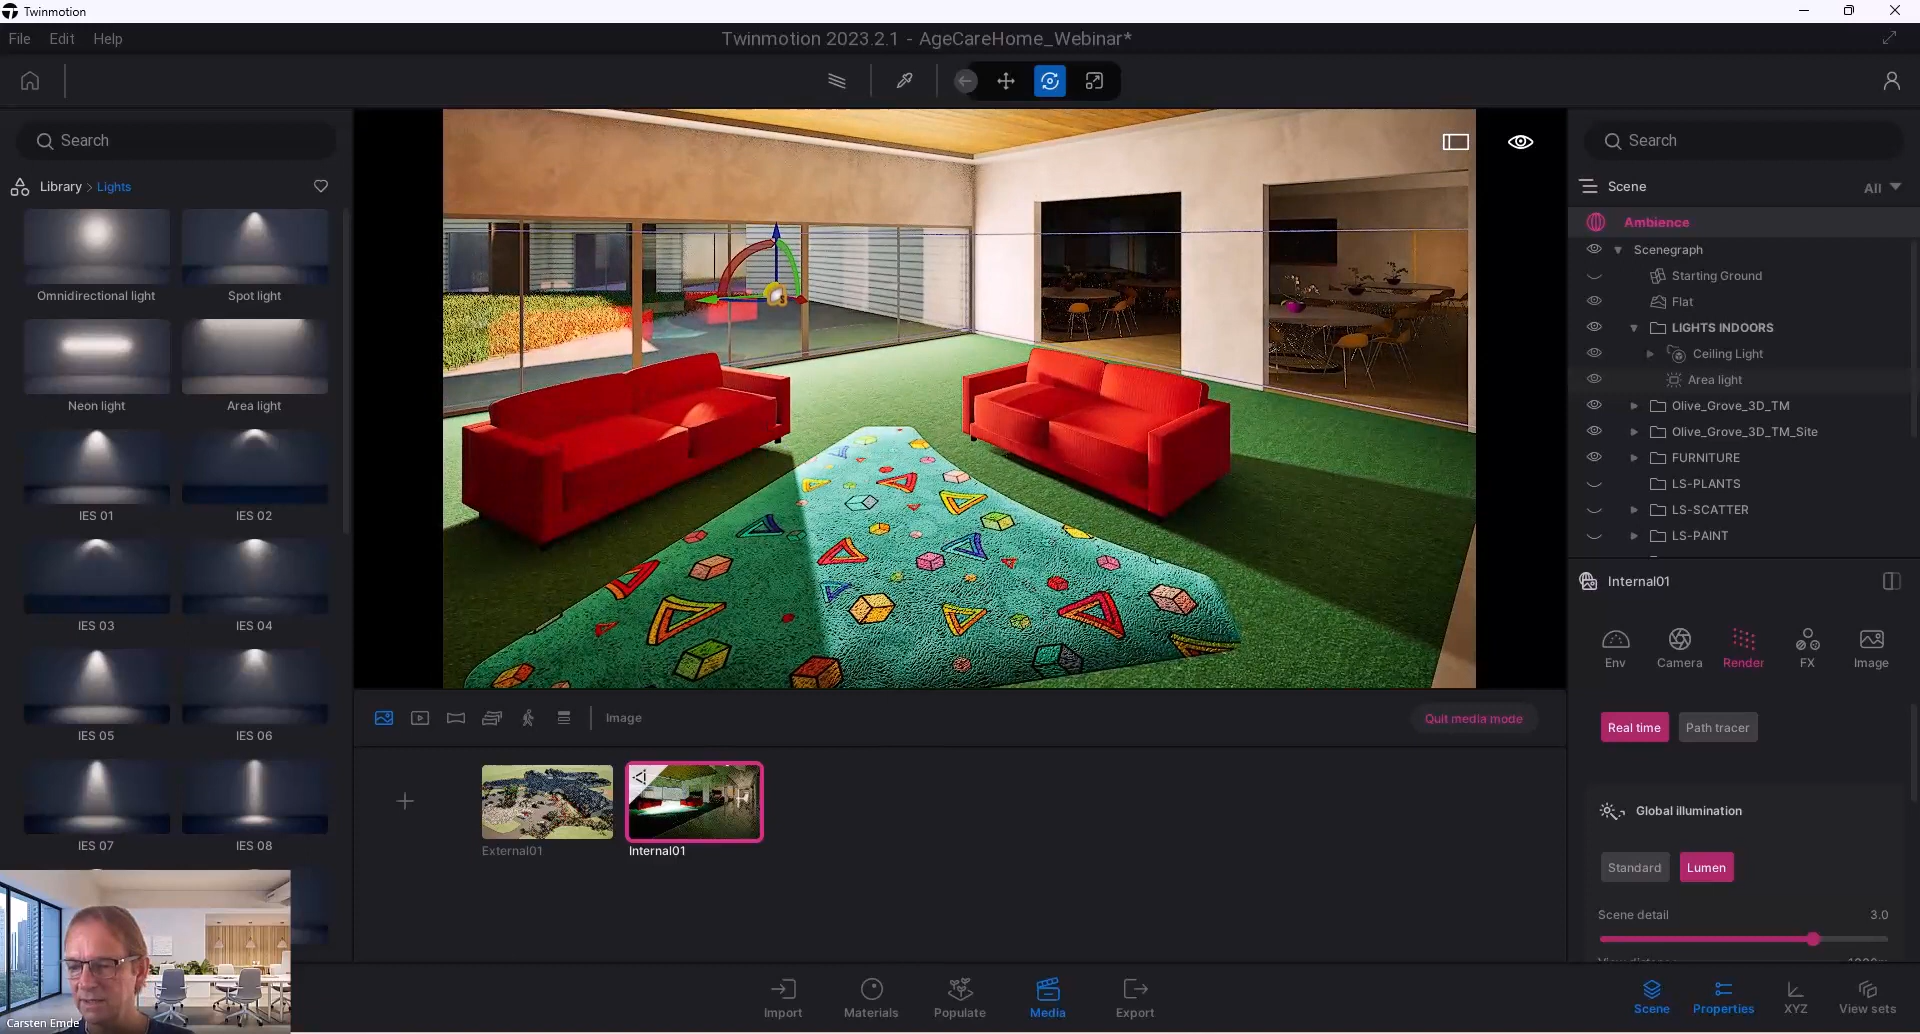 Twinmotion
File Edit Help
Twinmotion 2023.2.1 - AgeCareHome_Webinar*
Search
Library > Lights
Omnidirectional light
Spot light
Neon light
Area light
IES 01
IES 02
IES 03
IES 04
IES 05
IES 06
IES 07
IES 08
Carsten Emde
Image
Quit media mode
External01
Internal01
Import
Materials
Populate
Media
Export
Search
Scene
All
Ambience
Scenegraph
Starting Ground
Flat
LIGHTS INDOORS
Ceiling Light
Area light
Olive_Grove_3D_TM
Olive_Grove_3D_TM_Site
FURNITURE
LS-PLANTS
LS-SCATTER
LS-PAINT
Internal01
Env
Camera
Render
FX
Image
Real time
Path tracer
Global illumination
Standard
Lumen
Scene detail 3.0
Scene
Properties
XYZ
View sets